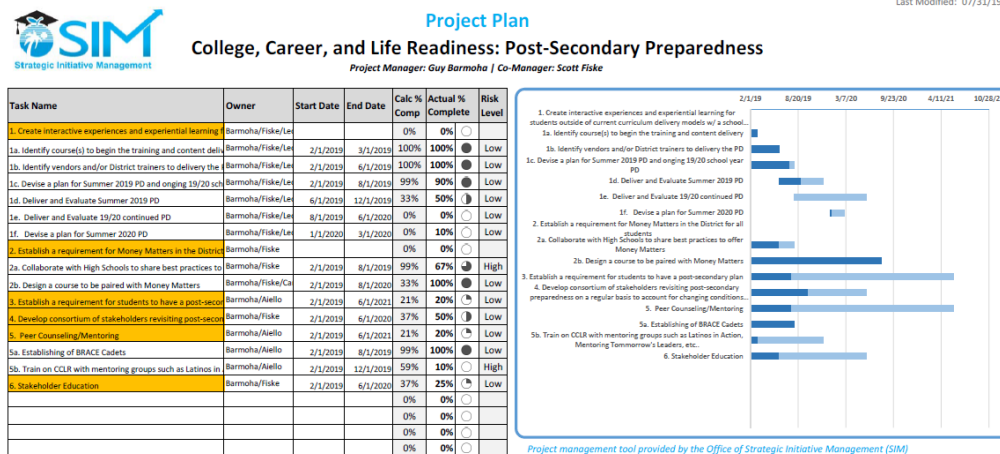 Last Modified: 07/31/19
SIM
Strategic Initiative Management
Project Plan
College, Career, and Life Readiness: Post-Secondary Preparedness
Project Manager: Guy Barmoha | Co-Manager: Scott Fiske
Task Name Owner Start Date End Date Calc % Comp Actual % Complete Risk Level
1. Create interactive experiences and experiential learning f Barmoha/Fiske/Led 0% 0%
1a. Identify course(s) to begin the training and content deliv Barmoha/Fiske/Led 2/1/2019 3/1/2019 100% 100% Low
1b. Identify vendors and/or District trainers to delivery the Barmoha/Fiske/Led 2/1/2019 6/1/2019 100% 100% Low
1c. Devise a plan for Summer 2019 PD and onging 19/20 sch Barmoha/Fiske/Led 2/1/2019 8/1/2019 99% 90% Low
1d. Deliver and Evaluate Summer 2019 PD Barmoha/Fiske/Led 6/1/2019 12/1/2019 33% 50% Low
1e. Deliver and Evaluate 19/20 continued PD Barmoha/Fiske/Led 8/1/2019 6/1/2020 0% 0% Low
1f. Devise a plan for Summer 2020 PD Barmoha/Fiske/Led 1/1/2020 3/1/2020 0% 10% Low
2. Establish a requirement for Money Matters in the District Barmoha/Fiske 0% 0%
2a. Collaborate with High Schools to share best practices to Barmoha/Fiske 2/1/2019 8/1/2019 99% 67% High
2b. Design a course to be paired with Money Matters Barmoha/Fiske/Ca 2/1/2019 8/1/2020 33% 100% Low
3. Establish a requirement for students to have a post-secon Barmoha/Aiello 2/1/2019 6/1/2021 21% 20% Low
4. Develop consortium of stakeholders revisiting post-secon Barmoha/Fiske 2/1/2019 6/1/2020 37% 50% Low
5. Peer Counseling/Mentoring Barmoha/Aiello 2/1/2019 6/1/2021 21% 20% Low
5a. Establishing of BRACE Cadets Barmoha/Aiello 2/1/2019 8/1/2019 99% 100% Low
5b. Train on CCLR with mentoring groups such as Latinos in Barmoha/Aiello 2/1/2019 12/1/2019 59% 10% High
6. Stakeholder Education Barmoha/Fiske 2/1/2019 6/1/2020 37% 25% Low
0% 0%
0% 0%
0% 0%
0% 0%
2/1/19 8/20/19 3/7/20 9/23/20 4/11/21 10/28/2
1. Create interactive experiences and experiential learning for
students outside of current curriculum delivery models w/ a school...
1a. Identify course(s) to begin the training and content delivery
1b. Identify vendors and/or District trainers to delivery the PD
1c. Devise a plan for Summer 2019 PD and onging 19/20 school year
PD
1d. Deliver and Evaluate Summer 2019 PD
1e. Deliver and Evaluate 19/20 continued PD
1f. Devise a plan for Summer 2020 PD
2. Establish a requirement for Money Matters in the District for all
students
2a. Collaborate with High Schools to share best practices to offer
Money Matters
2b. Design a course to be paired with Money Matters
3. Establish a requirement for students to have a post-secondary plan
4. Develop consortium of stakeholders revisiting post-secondary
preparedness on a regular basis to account for changing conditions...
5. Peer Counseling/Mentoring
5a. Establishing of BRACE Cadets
5b. Train on CCLR with mentoring groups such as Latinos in Action,
Mentoring Tommorrow's Leaders, etc..
6. Stakeholder Education
Project management tool provided by the Office of Strategic Initiative Management (SIM)